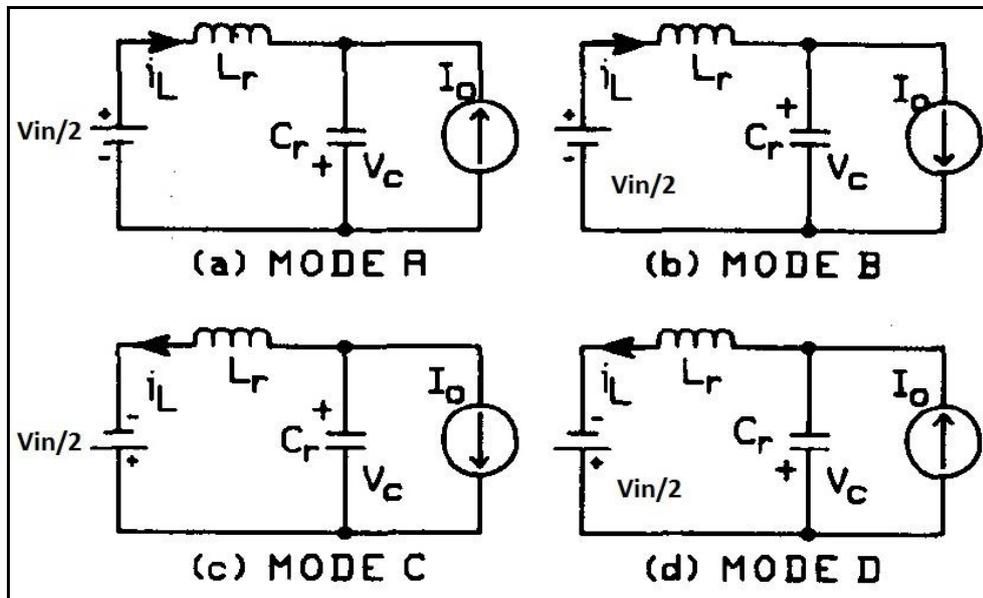 iL
Lr
Io
+
Vin/2
-
Cr
+
Vc
(a) MODE A
iL
Lr
Io
+
-
+
Cr
Vc
Vin/2
(b) MODE B
iL
Lr
Io
-
Vin/2
+
+
Cr
Vc
(c) MODE C
iL
Lr
Io
-
+
Cr
+
Vc
Vin/2
(d) MODE D